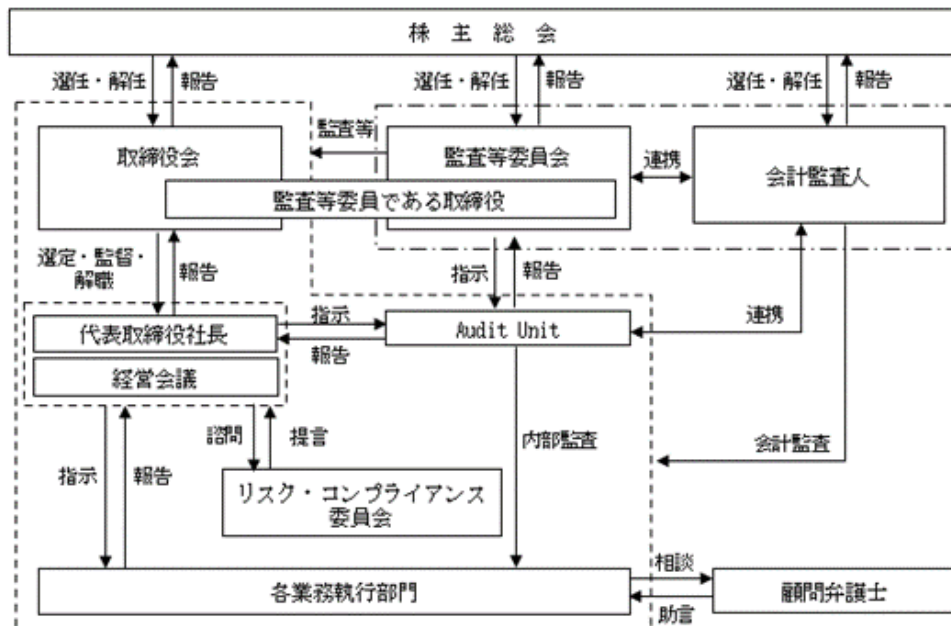 株 主 総 会
選任・解任
報告
選任・解任
報告
選任・解任
報告
取締役会
監査等
監査等委員会
連携
会計監査人
監査等委員である取締役
選定・監督・
解職
報告
指示
報告
代表取締役社長
指示
報告
Audit Unit
連携
経営会議
諮問
提言
内部監査
会計監査
指示
報告
リスク・コンプライアンス
委員会
各業務執行部門
相談
助言
顧問弁護士